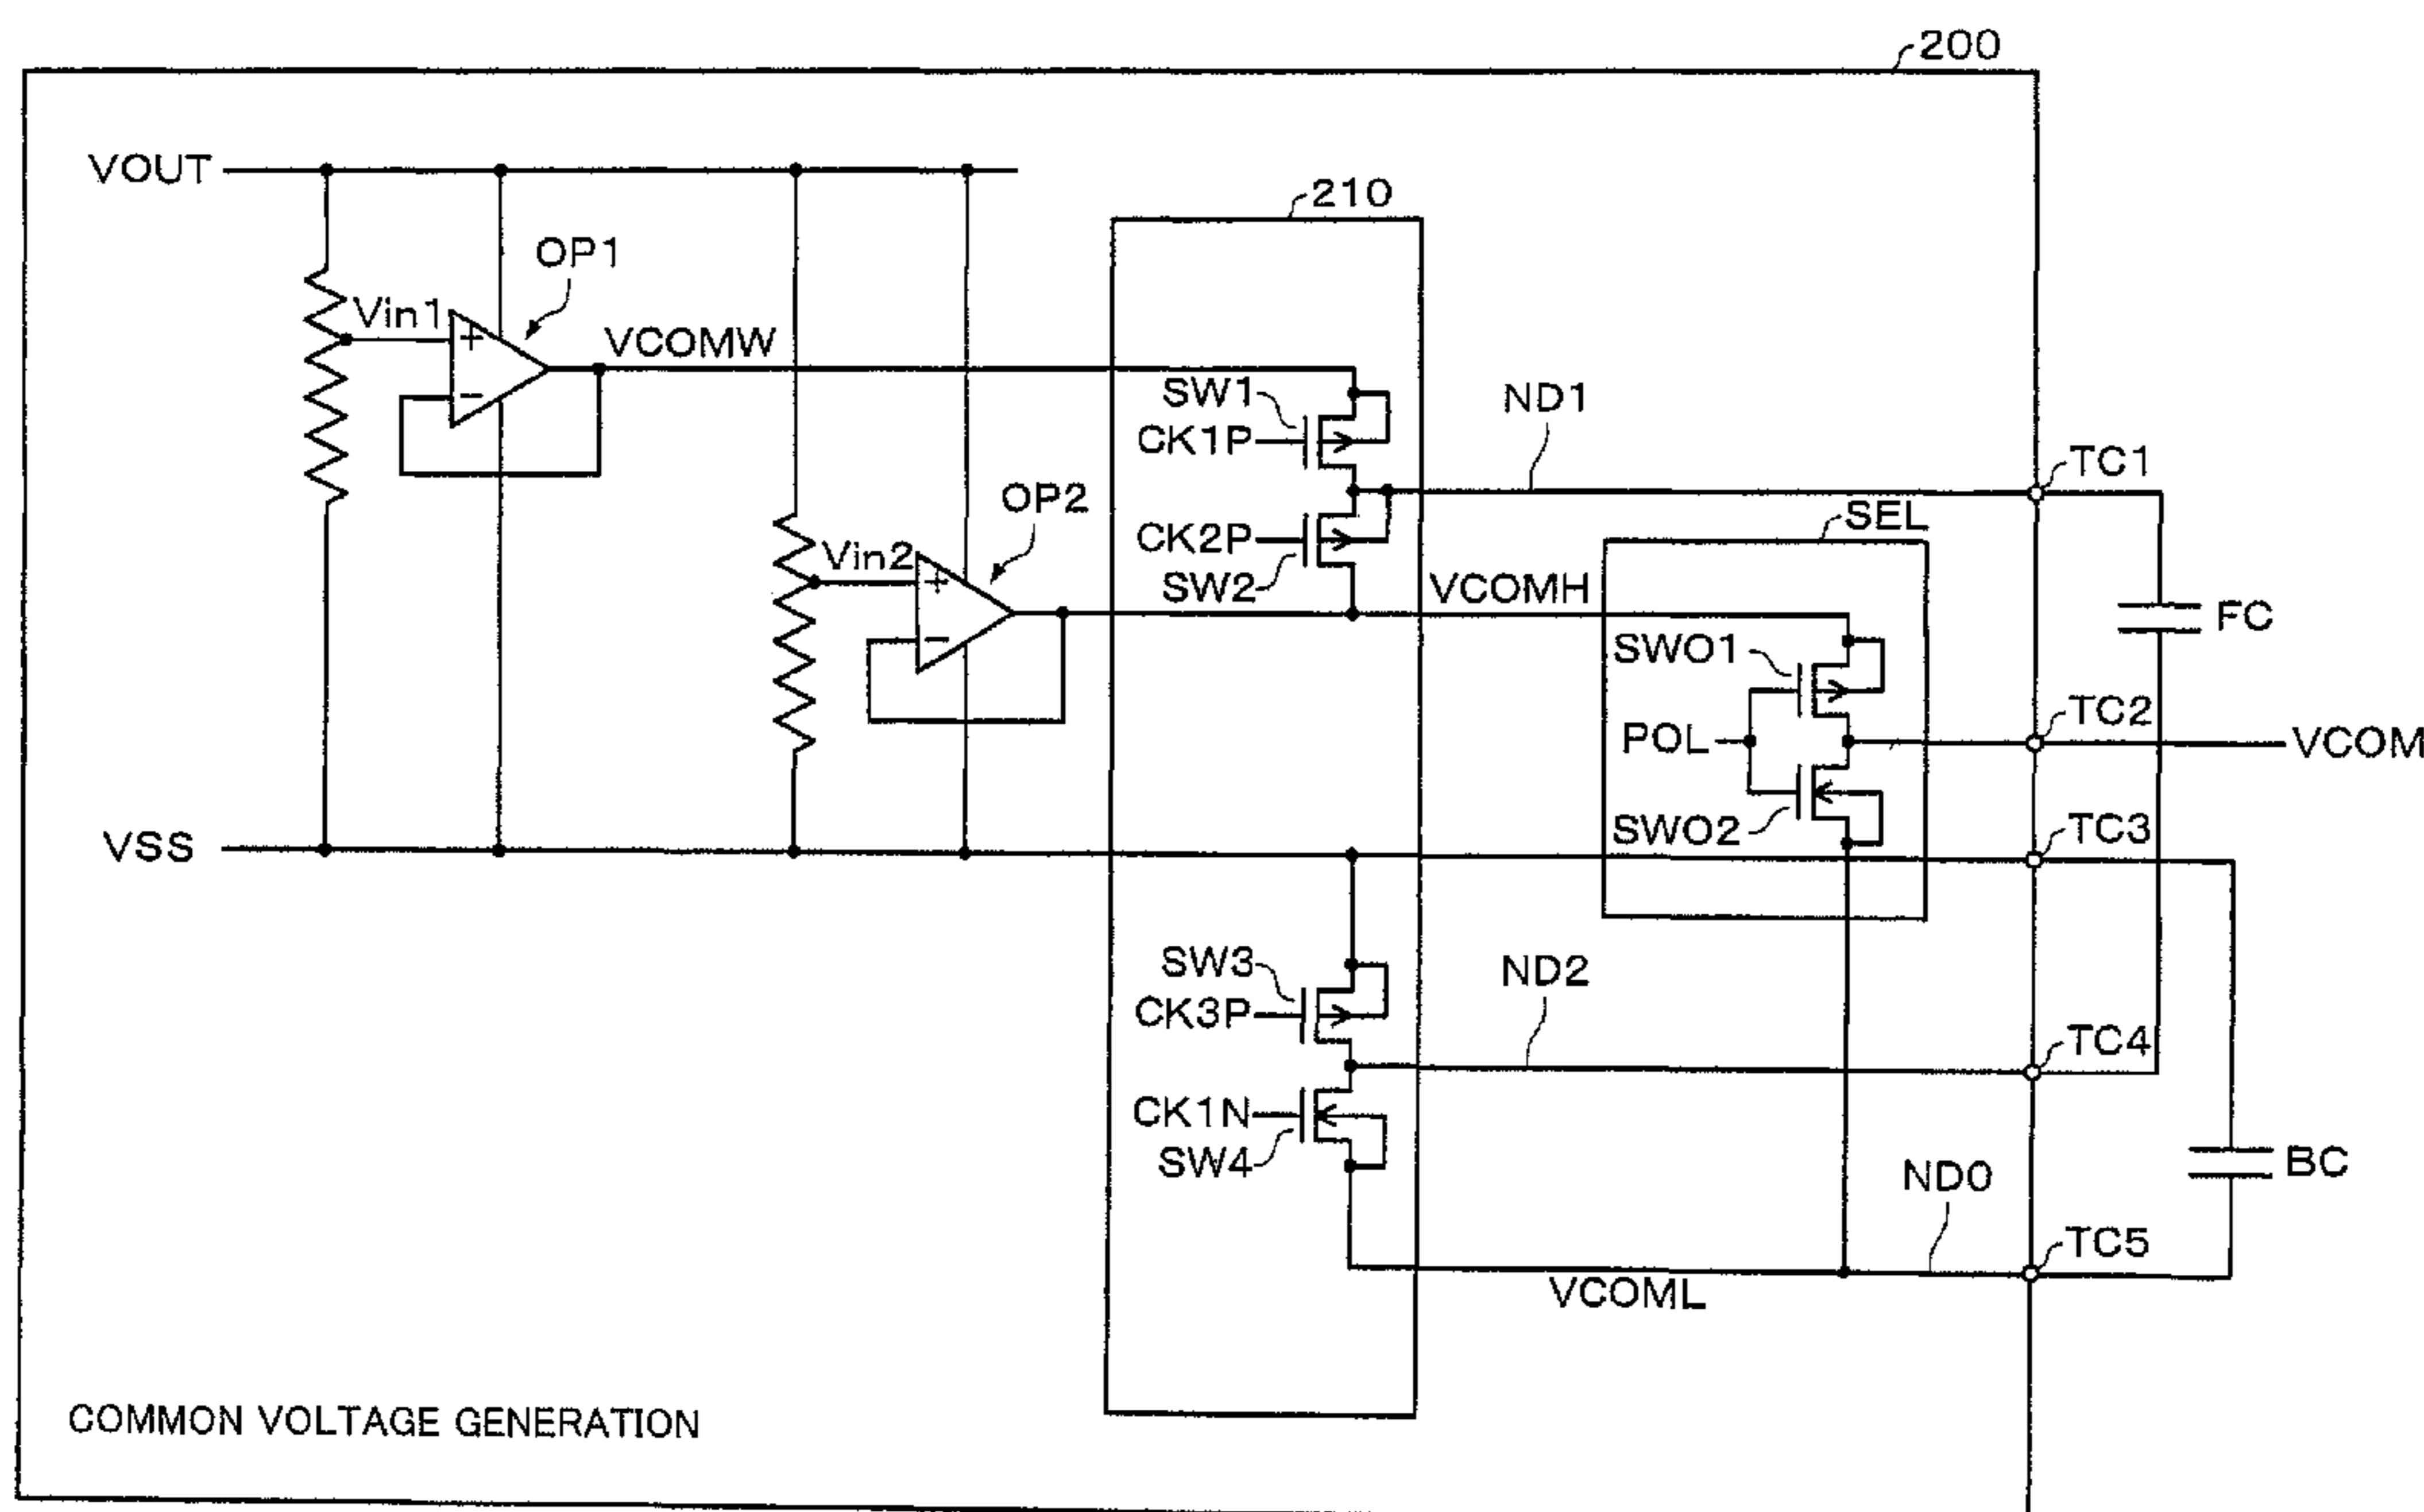 200
VOUT
210
OP1
Vin1
+
−
VCOMW
SW1
CK1P
ND1
TC1
OP2
CK2P
SEL
Vin2
+
−
SW2
VCOMH
FC
SWO1
TC2
POL
VCOM
SWO2
TC3
VSS
SW3
CK3P
ND2
TC4
CK1N
SW4
BC
ND0
TC5
VCOML
COMMON VOLTAGE GENERATION